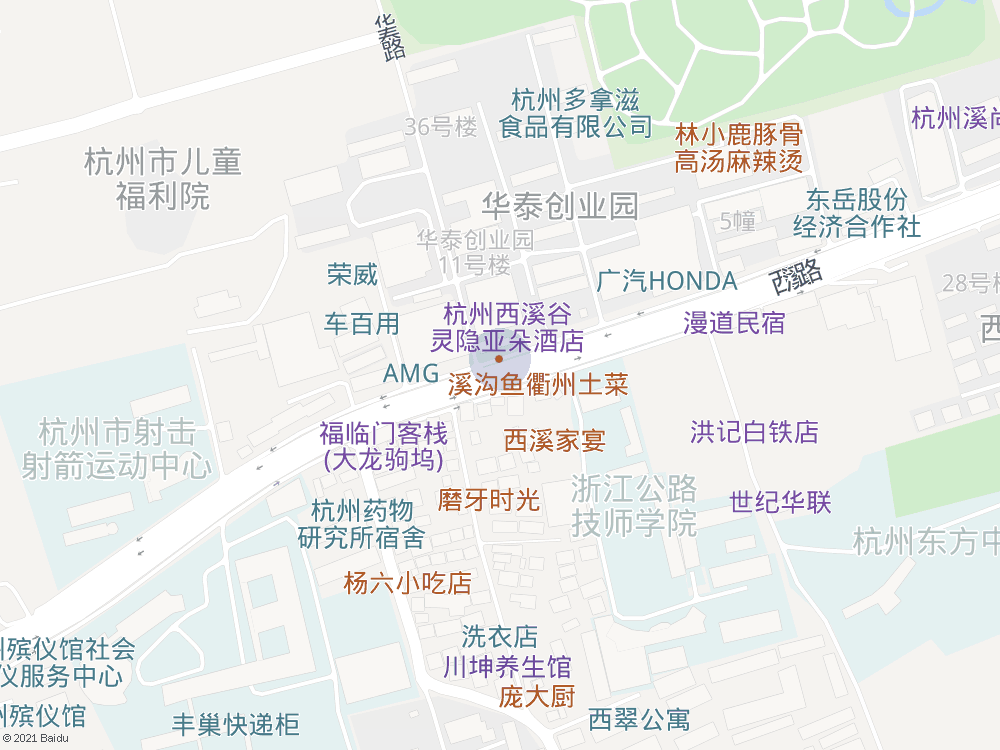 华泰路
杭州多拿滋
食品有限公司
36号楼
杭州溪尚
林小鹿豚骨
高汤麻辣烫
杭州市儿童
福利院
华泰创业园
5幢
东岳股份
经济合作社
华泰创业园
11号楼
荣威
广汽HONDA
西溪路
28号楼
杭州西溪谷
灵隐亚朵酒店
车百用
漫道民宿
西
AMG
溪沟鱼衢州土菜
杭州市射击
射箭运动中心
福临门客栈
(大龙驹坞)
西溪家宴
洪记白铁店
磨牙时光
浙江公路
技师学院
世纪华联
杭州药物
研究所宿舍
杭州东方中
杨六小吃店
州殡仪馆社会
仪服务中心
洗衣店
川坤养生馆
庞大厨
州殡仪馆
丰巢快递柜
西翠公寓
© 2021 Baidu